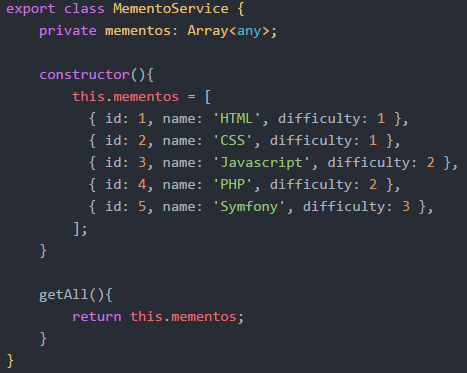 export class MementoService {
    private mementos: Array<any>;

    constructor(){
        this.mementos = [
          { id: 1, name: 'HTML', difficulty: 1 },
          { id: 2, name: 'CSS', difficulty: 1 },
          { id: 3, name: 'Javascript', difficulty: 2 },
          { id: 4, name: 'PHP', difficulty: 2 },
          { id: 5, name: 'Symfony', difficulty: 3 },
        ];
    }

    getAll(){
        return this.mementos;
    }
}